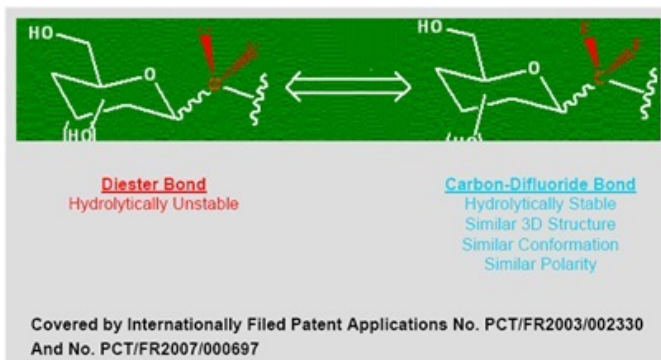 HO
O
HO
O
C
(HO)
(HO)
Diester Bond
Hydrolytically Unstable
Carbon-Difluoride Bond
Hydrolytically Stable
Similar 3D Structure
Similar Conformation
Similar Polarity
Covered by Internationally Filed Patent Applications No. PCT/FR2003/002330
And No. PCT/FR2007/000697